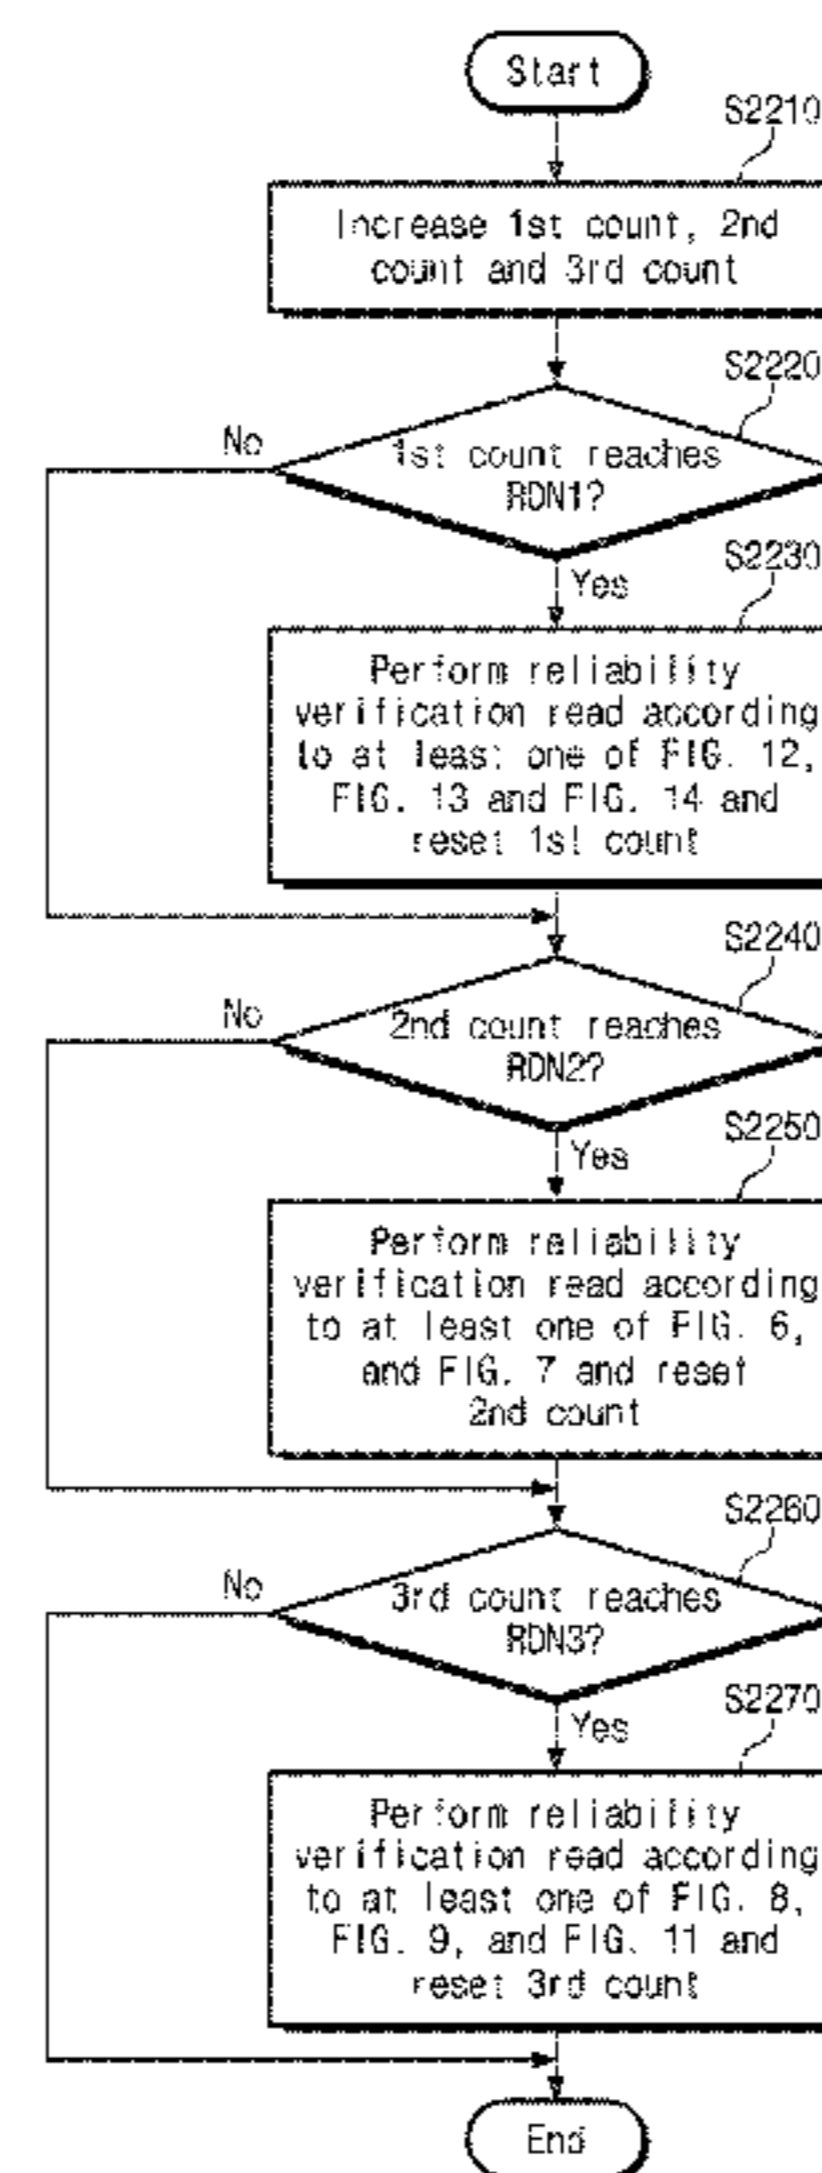 Start
S2210
Increase 1st count, 2nd
count and 3rd count
S2220
No
1st count reaches
RDN1?
S2230
Yes
Perform reliability
verification read according
to at least one of FIG. 12,
FIG. 13 and FIG. 14 and
reset 1st count
S2240
No
2nd count reaches
RDN2?
S2250
Yes
Perform reliability
verification read according
to at least one of FIG. 6,
and FIG. 7 and reset
2nd count
S2260
No
3rd count reaches
RDN3?
S2270
Yes
Perform reliability
verification read according
to at least one of FIG. 8,
FIG. 9, and FIG. 11 and
reset 3rd count
End